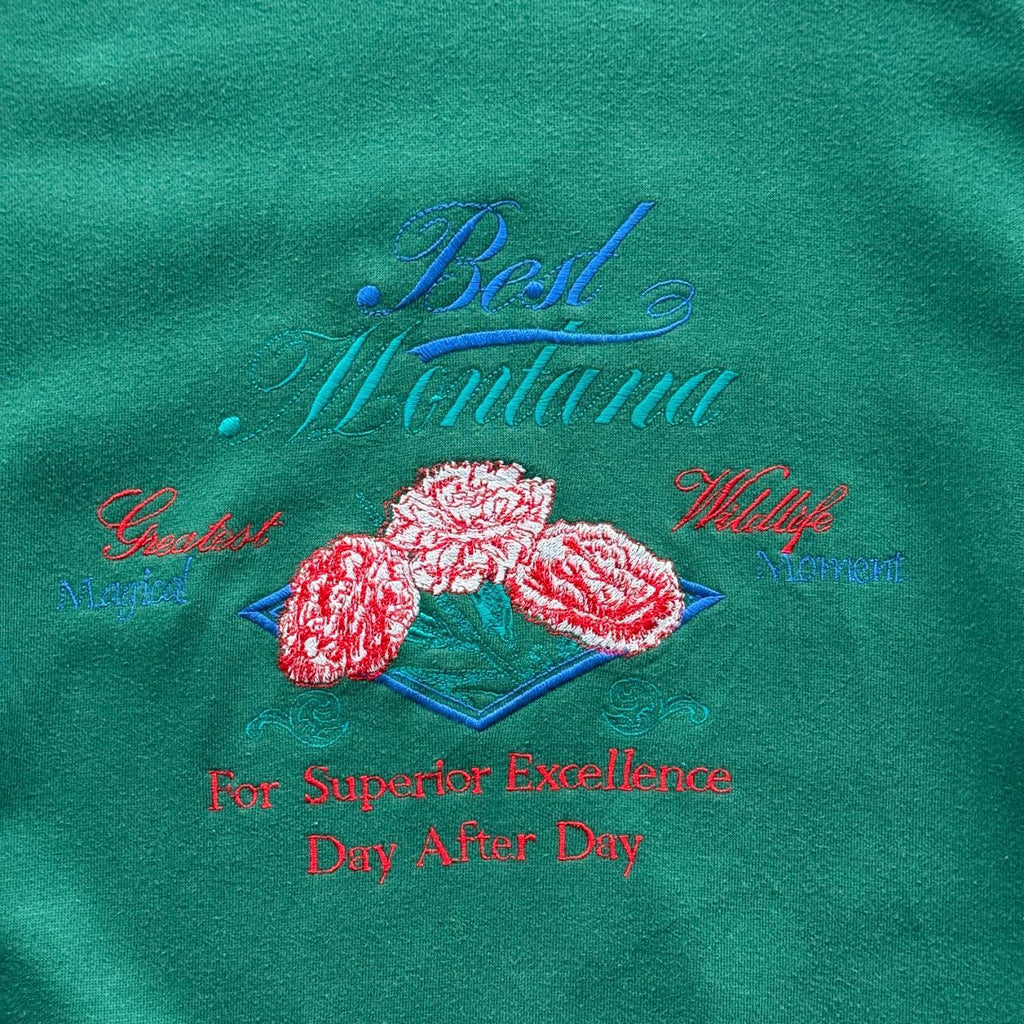 Best
Montana
Greatest
Magical
Wildlife
Moment
For Superior Excellence
Day After Day